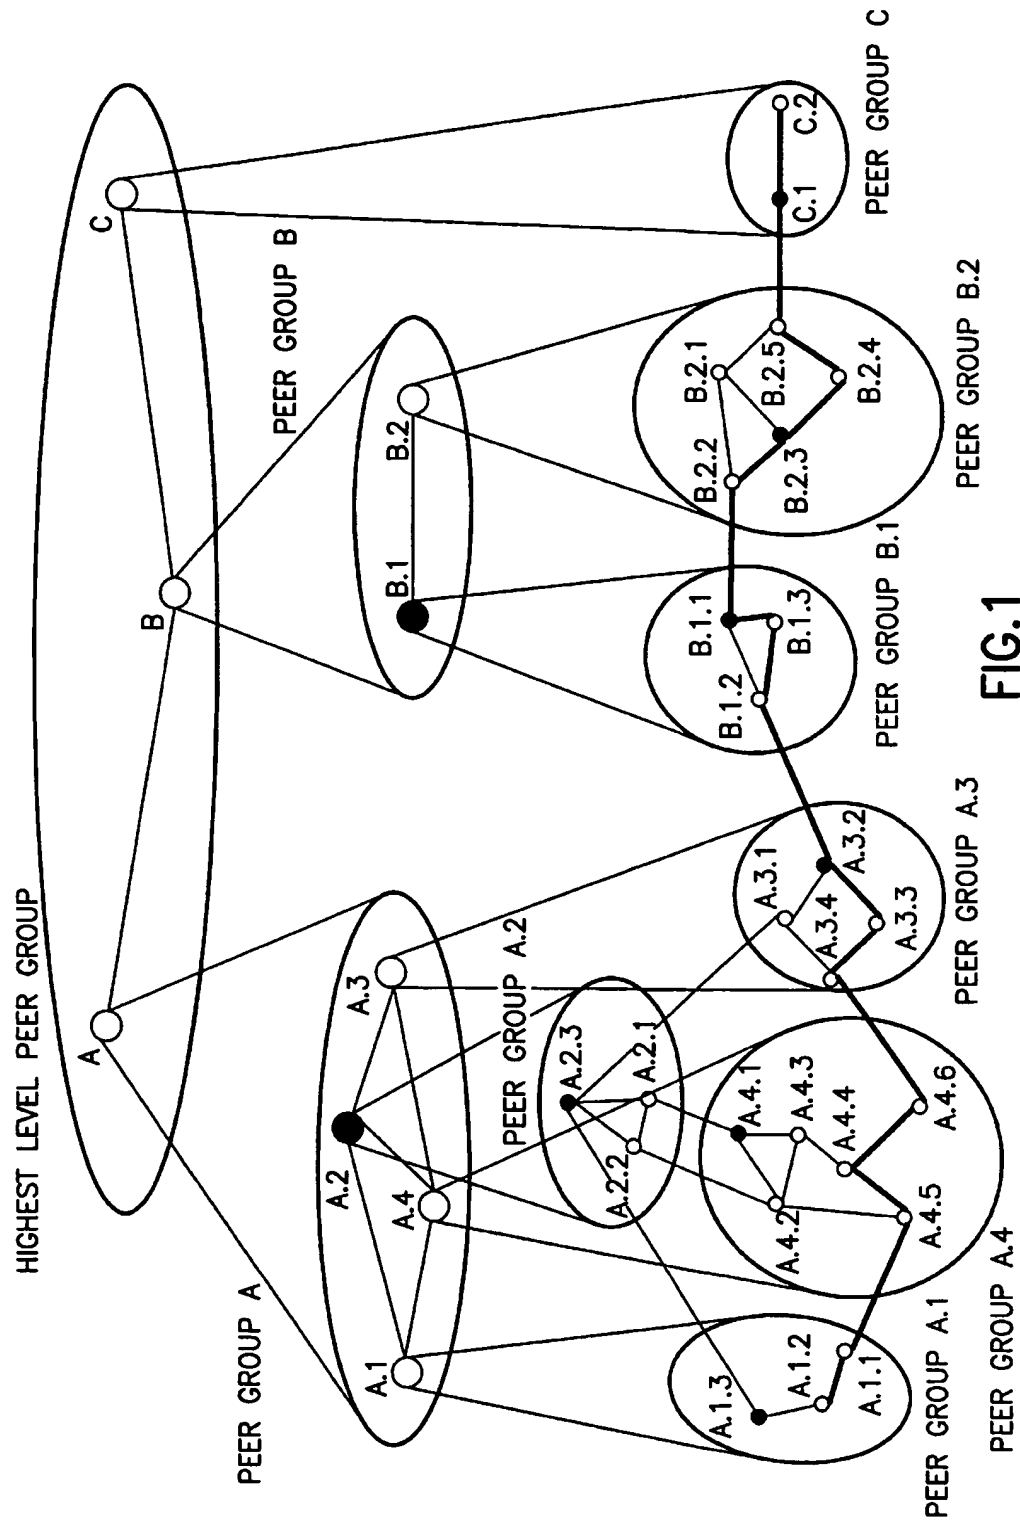 HIGHEST LEVEL PEER GROUP
A
B
C
PEER GROUP A
PEER GROUP B
A.1
A.2
A.3
A.4
B.1
B.2
PEER GROUP A.2
A.2.3
A.2.2
A.2.1
A.1.3
A.1.2
A.1.1
A.4.1
A.4.2
A.4.3
A.4.4
A.4.5
A.4.6
A.3.1
A.3.4
A.3.2
A.3.3
B.1.2
B.1.1
B.1.3
B.2.2
B.2.1
B.2.3
B.2.5
B.2.4
C.1
C.2
PEER GROUP A.1
PEER GROUP A.4
PEER GROUP A.3
PEER GROUP B.1
PEER GROUP B.2
PEER GROUP C
FIG.1